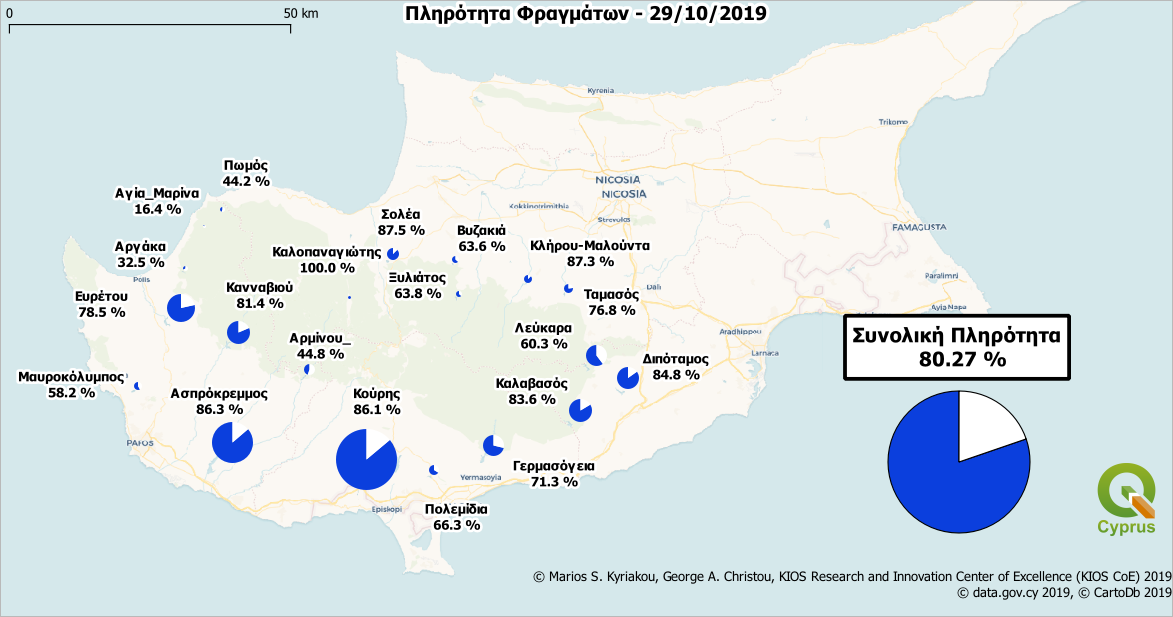 0 50 km
Πληρότητα Φραγμάτων - 29/10/2019
Kyrenia
Trikomo
Πωμός
44.2 %
NICOSIA
NICOSIA
Αγία_Μαρίνα
16.4 %
Kokkinotrimithia
Strovolos
Σολέα
87.5 %
Βυζακιά
63.6 %
FAMAGUSTA
Αργάκα
32.5 %
Καλοπαναγιώτης
100.0 %
Κλήρου-Μαλούντα
87.3 %
Polis
Ξυλιάτος
63.8 %
Paralimni
Κανναβιού
81.4 %
Dali
Ευρέτου
78.5 %
Ταμασός
76.8 %
Ayia Napa
Λεύκαρα
60.3 %
Aradhippou
Συνολική Πληρότητα
80.27 %
Αρμίνου_
44.8 %
Larnaca
Διπόταμος
84.8 %
Μαυροκόλυμπος
58.2 %
Καλαβασός
83.6 %
Ασπρόκρεμμος
86.3 %
Κούρης
86.1 %
PAFOS
Γερμασόγεια
71.3 %
Yermasoyia
Episkopi
Πολεμίδια
66.3 %
Cyprus
© Marios S. Kyriakou, George A. Christou, KIOS Research and Innovation Center of Excellence (KIOS CoE) 2019
© data.gov.cy 2019, © CartoDb 2019